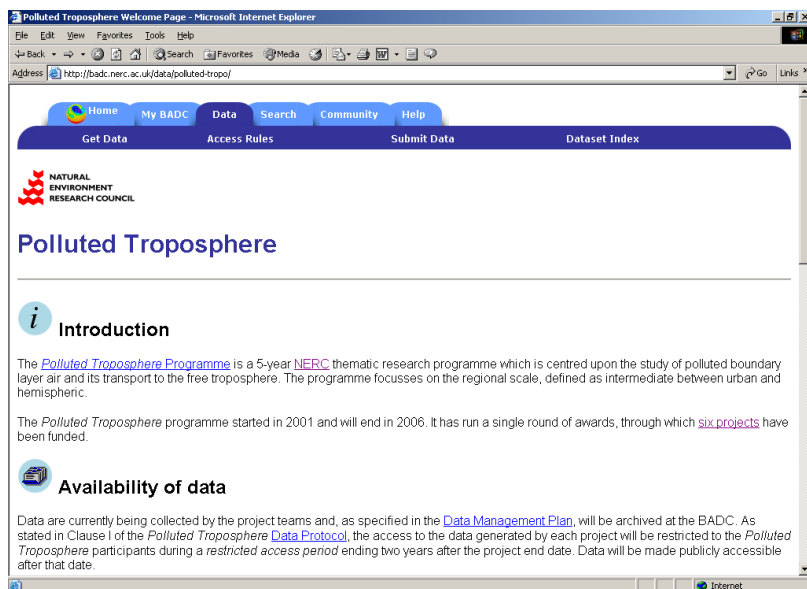 Polluted Troposphere Welcome Page - Microsoft Internet Explorer
File Edit View Favorites Tools Help
Back Search Favorites Media
Address http://badc.nerc.ac.uk/data/polluted-tropo/ Go Links »
Home My BADC Data Search Community Help
Get Data Access Rules Submit Data Dataset Index
NATURAL
ENVIRONMENT
RESEARCH COUNCIL
Polluted Troposphere
i Introduction
The Polluted Troposphere Programme is a 5-year NERC thematic research programme which is centred upon the study of polluted boundary
layer air and its transport to the free troposphere. The programme focusses on the regional scale, defined as intermediate between urban and
hemispheric.
The Polluted Troposphere programme started in 2001 and will end in 2006. It has run a single round of awards, through which six projects have
been funded.
Availability of data
Data are currently being collected by the project teams and, as specified in the Data Management Plan, will be archived at the BADC. As
stated in Clause I of the Polluted Troposphere Data Protocol, the access to the data generated by each project will be restricted to the Polluted
Troposphere participants during a restricted access period ending two years after the project end date. Data will be made publicly accessible
after that date.
Internet